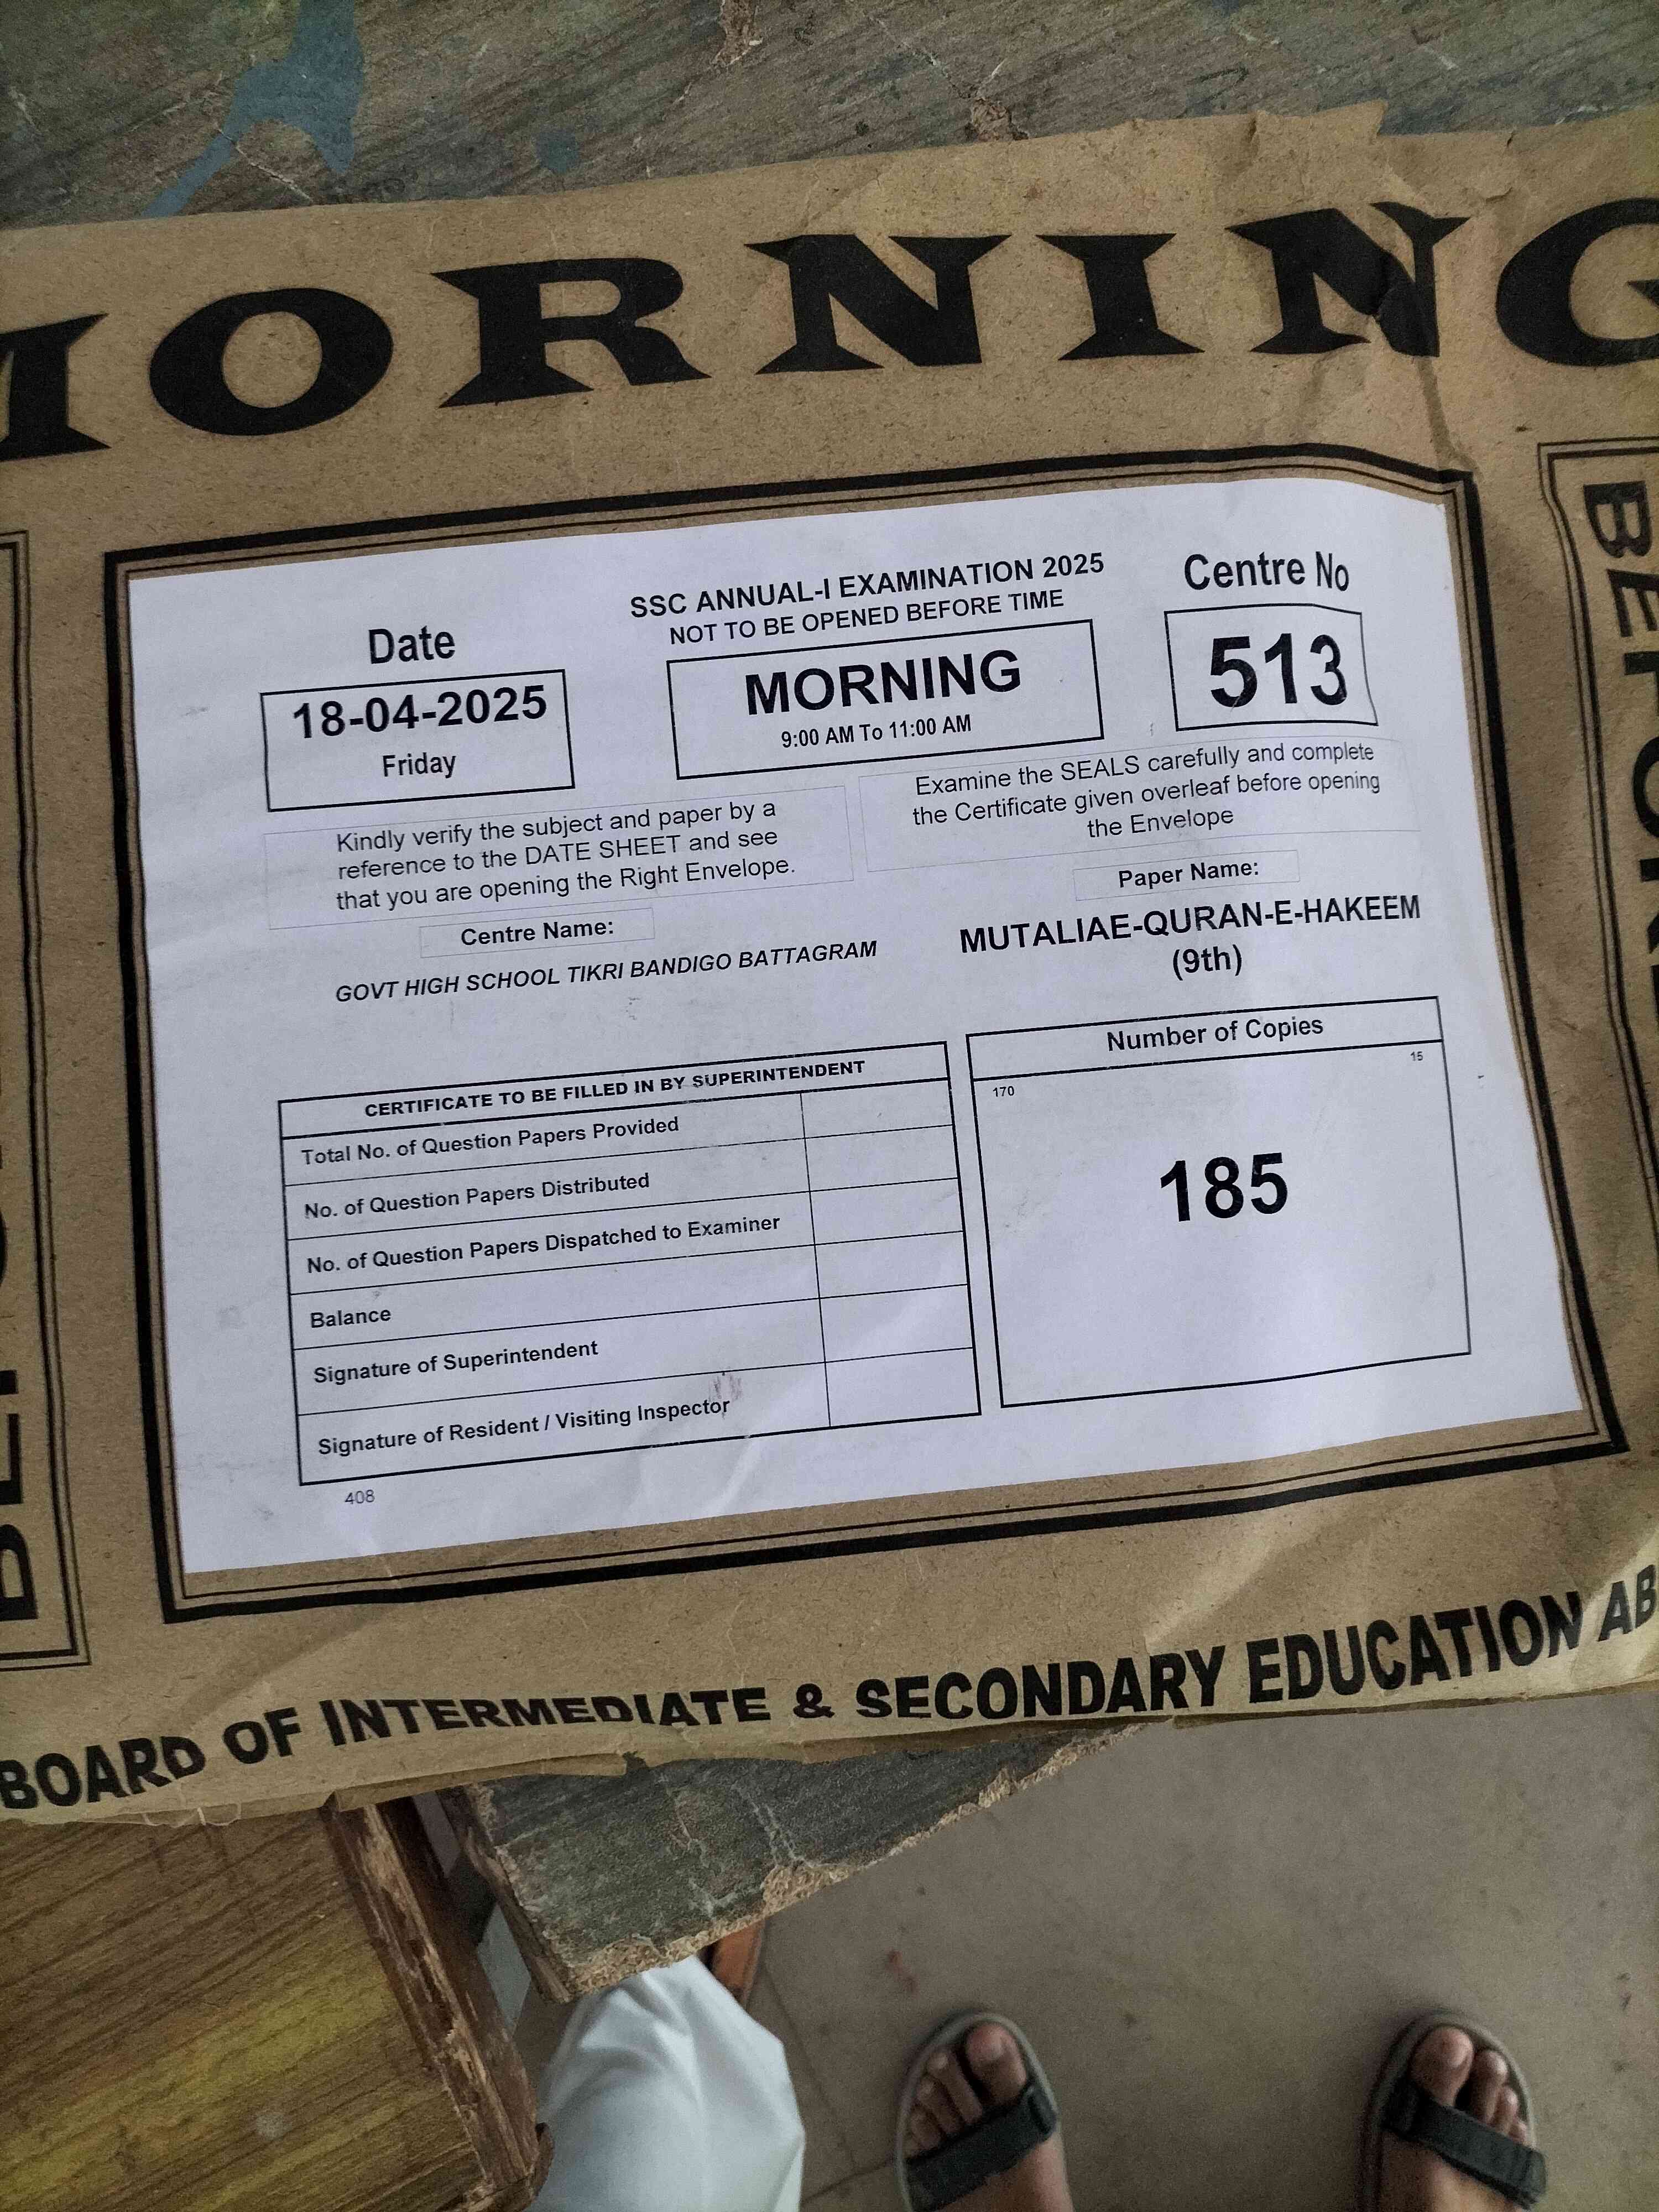 MORNING
SSC ANNUAL-I EXAMINATION 2025
NOT TO BE OPENED BEFORE TIME
Date
18-04-2025
Friday
MORNING
9:00 AM To 11:00 AM
Centre No
513
Kindly verify the subject and paper by a
reference to the DATE SHEET and see
that you are opening the Right Envelope.
Examine the SEALS carefully and complete
the Certificate given overleaf before opening
the Envelope
Centre Name:
GOVT HIGH SCHOOL TIKRI BANDIGO BATTAGRAM
Paper Name:
MUTALIAE-QURAN-E-HAKEEM
(9th)
CERTIFICATE TO BE FILLED IN BY SUPERINTENDENT
Total No. of Question Papers Provided
No. of Question Papers Distributed
No. of Question Papers Dispatched to Examiner
Balance
Signature of Superintendent
Signature of Resident / Visiting Inspector
Number of Copies
15
170
185
408
BEFORE
BOARD OF INTERMEDIATE & SECONDARY EDUCATION AB